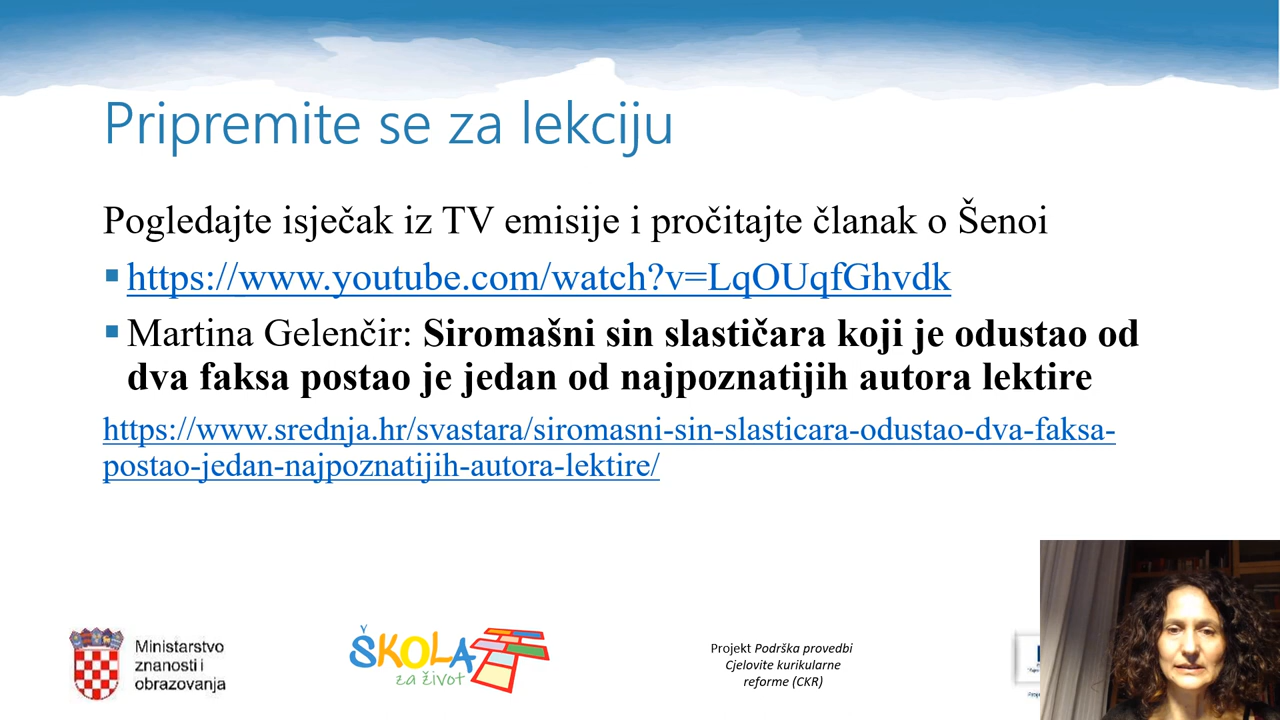 Pripremite se za lekciju
Pogledajte isječak iz TV emisije i pročitajte članak o Šenoi
https://www.youtube.com/watch?v=LqOUqfGhvdk
Martina Gelenčir: Siromašni sin slastičara koji je odustao od
dva faksa postao je jedan od najpoznatijih autora lektire
https://www.srednja.hr/svastara/siromasni-sin-slasticara-odustao-dva-faksa-
postao-jedan-najpoznatijih-autora-lektire/
Ministarstvo
znanosti i
obrazovanja
ŠKOLA
za život
Projekt Podrška provedbi
Cjelovite kurikularne
reforme (CKR)